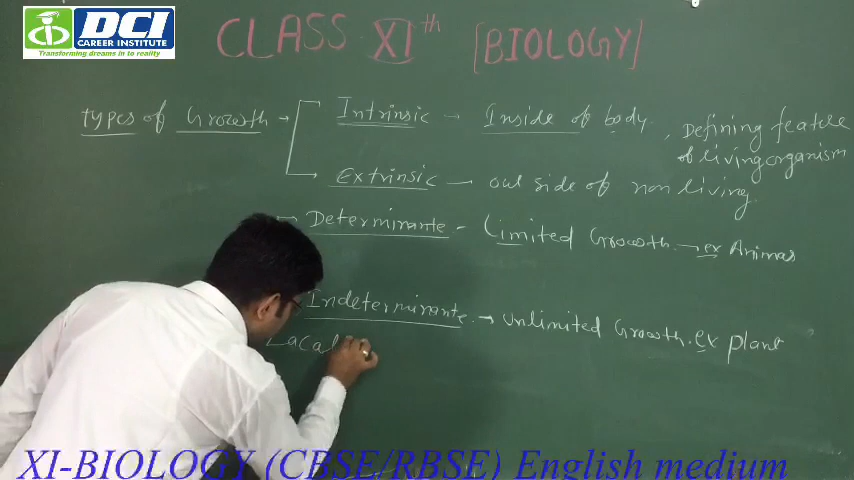 DCI
CAREER INSTITUTE
Transforming dreams in to reality
CLASS XIth [BIOLOGY]
types of Growth → Intrinsic → Inside of body, Defining feature of living organism
Extrinsic — out side of non living
→ Determinante - Limited Growth → ex Animas
Indeterminante → unlimited Growth. ex plant
Lacal
XI-BIOLOGY (CBSE/RBSE) English medium